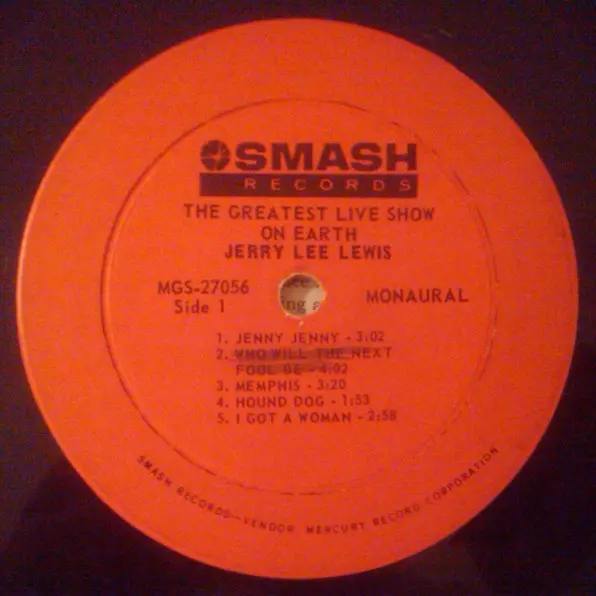 SMASH
RECORDS
THE GREATEST LIVE SHOW
ON EARTH
JERRY LEE LEWIS
MGS-27056
Side 1
ing a
MONAURAL
1. JENNY JENNY - 3:02
2. WHO WILL THE NEXT
FOOL BE - 4:02
3. MEMPHIS - 3:20
4. HOUND DOG - 1:53
5. I GOT A WOMAN - 2:58
SMASH RECORDS—VENDOR MERCURY RECORD CORPORATION